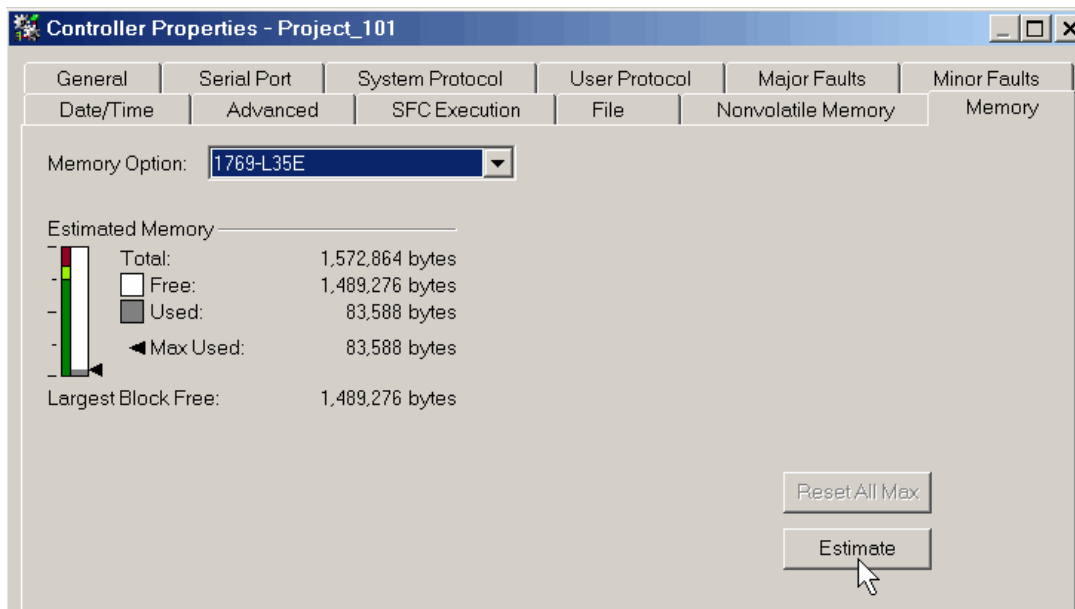 Controller Properties - Project_101
General Serial Port System Protocol User Protocol Major Faults Minor Faults
Date/Time Advanced SFC Execution File Nonvolatile Memory Memory
Memory Option: 1769-L35E
Estimated Memory
Total: 1,572,864 bytes
Free: 1,489,276 bytes
Used: 83,588 bytes
Max Used: 83,588 bytes
Largest Block Free: 1,489,276 bytes
Reset All Max
Estimate